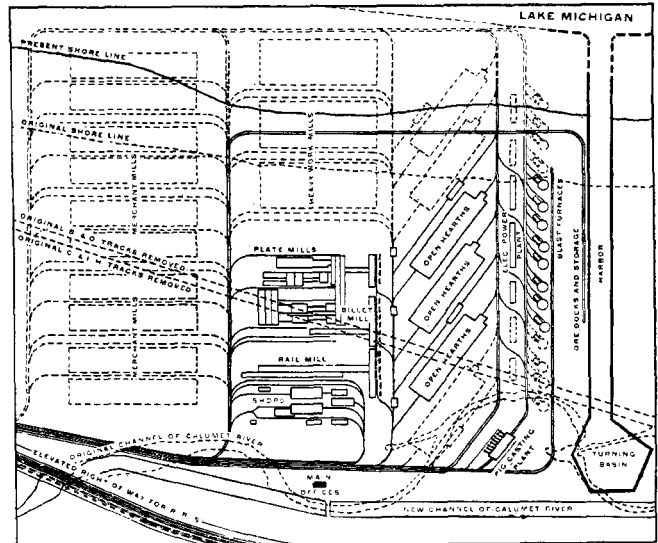 LAKE MICHIGAN
PRESENT SHORE LINE
ORIGINAL SHORE LINE
MERCHANT MILLS
MERCHANT MILLS
MERCHANT MILLS
ORIGINAL B. & O. TRACKS REMOVED
ORIGINAL C. & I. TRACKS REMOVED
PLATE MILLS
BILLET
MILL
RAIL MILL
SHOPS
OPEN HEARTHS
OPEN HEARTHS
OPEN HEARTHS
ELEC. POWER
PLANT
BLAST FURNACES
ORE DOCKS AND STORAGE
HARBOR
PIG CASTING
PLANT
TURNING
BASIN
ORIGINAL CHANNEL OF CALUMET RIVER
ELEVATED RIGHT OF WAY FOR R.R.S
MAIN
OFFICES
NEW CHANNEL OF CALUMET RIVER